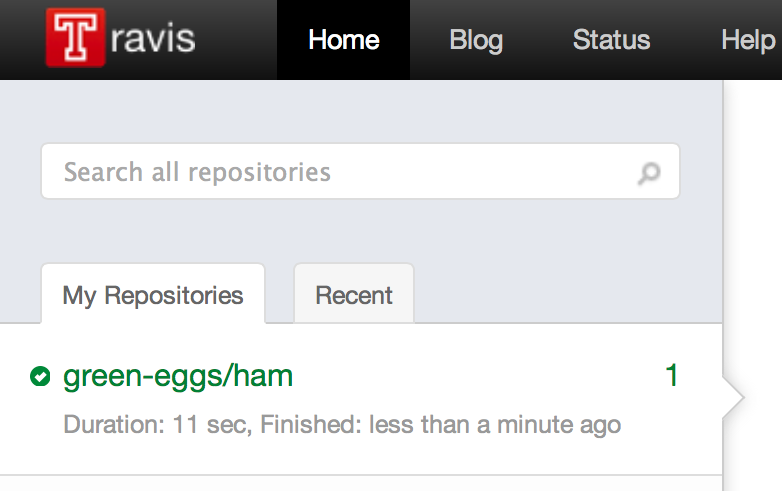 Travis Home Blog Status Help
Search all repositories
My Repositories Recent
green-eggs/ham 1
Duration: 11 sec, Finished: less than a minute ago